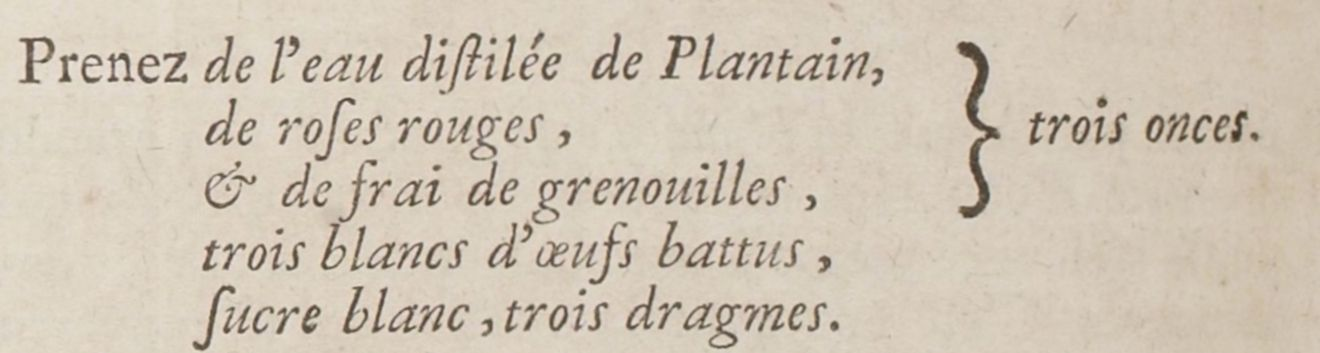 Prenez de l'eau diſtilée de Plantain,
de roſes rouges, } trois onces.
& de frai de grenouilles,
trois blancs d'œufs battus,
ſucre blanc, trois dragmes.